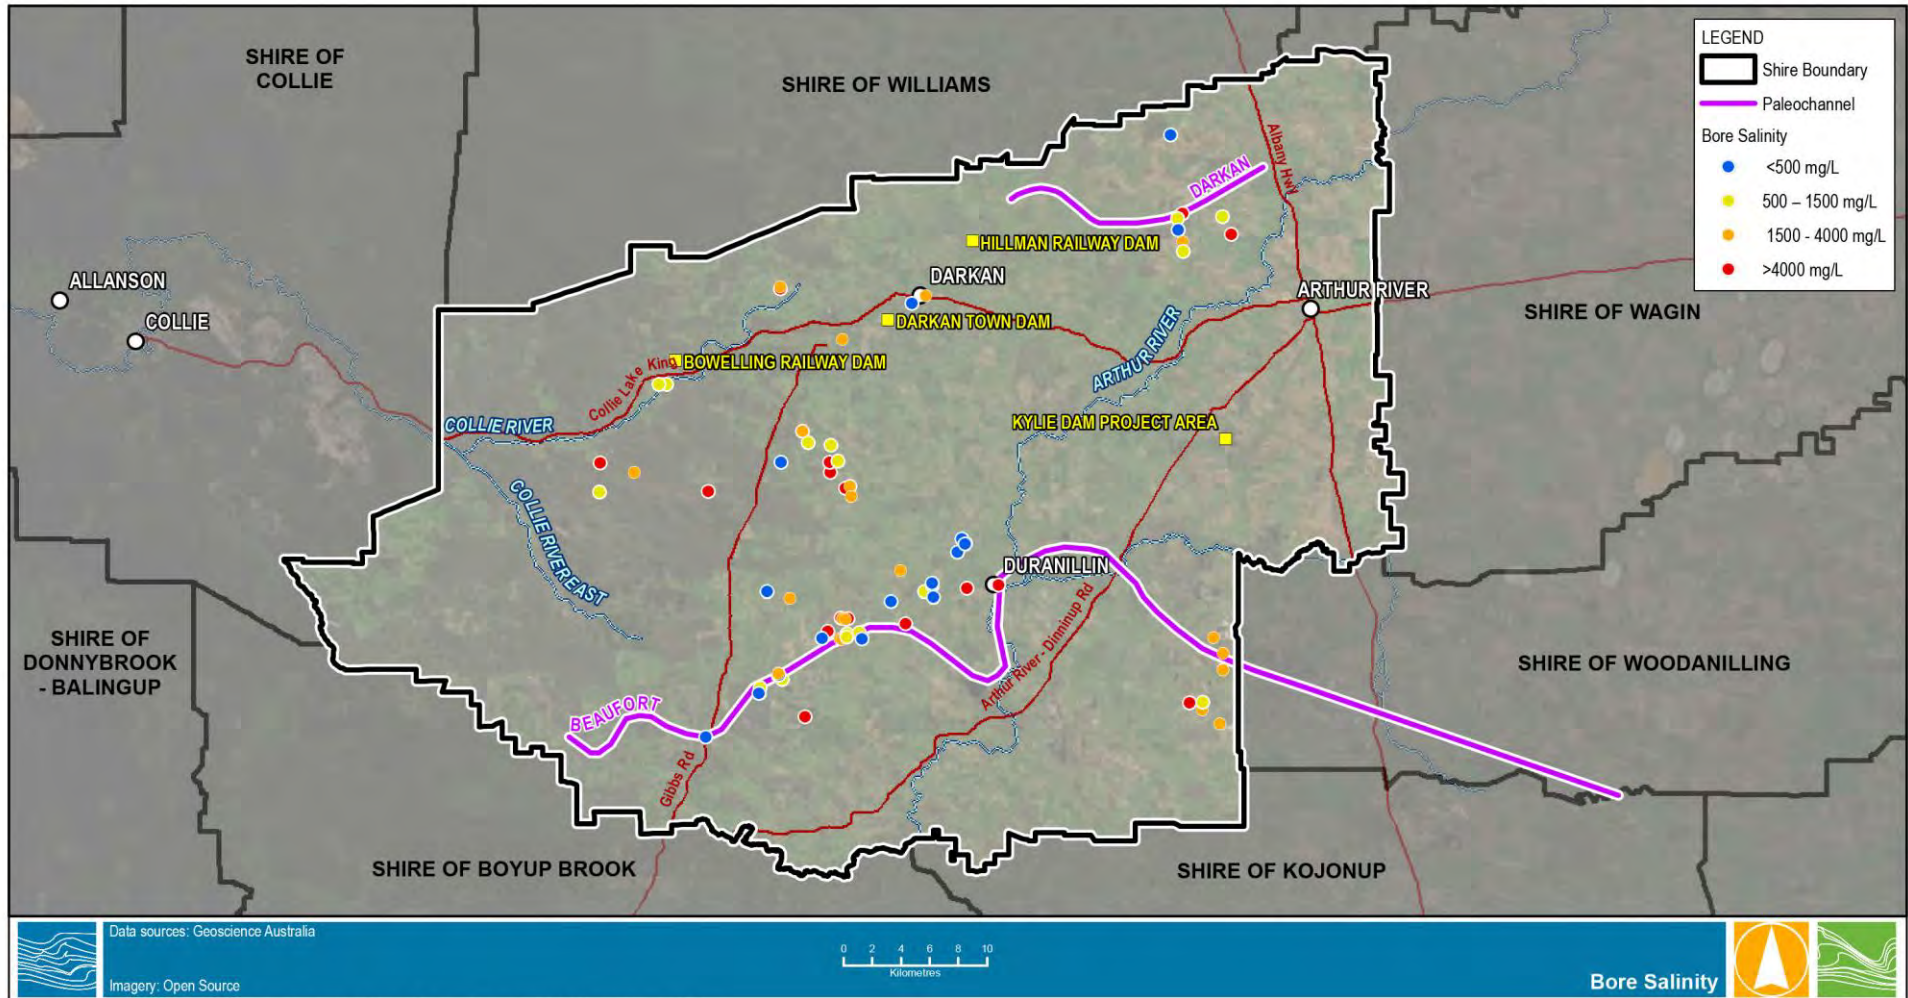 SHIRE OF
COLLIE
SHIRE OF WILLIAMS
LEGEND
Shire Boundary
Paleochannel
Bore Salinity
<500 mg/L
500 – 1500 mg/L
1500 - 4000 mg/L
>4000 mg/L
Albany Hwy
DARKAN
HILLMAN RAILWAY DAM
ALLANSON
DARKAN
ARTHUR RIVER
COLLIE
DARKAN TOWN DAM
SHIRE OF WAGIN
ARTHUR RIVER
BOWELLING RAILWAY DAM
Collie Lake King
COLLIE RIVER
KYLIE DAM PROJECT AREA
COLLIE RIVER EAST
DURANILLIN
SHIRE OF
DONNYBROOK
- BALINGUP
Arthur River - Dinninup Rd
SHIRE OF WOODANILLING
BEAUFORT
Gibbs Rd
SHIRE OF BOYUP BROOK
SHIRE OF KOJONUP
Data sources: Geoscience Australia
Imagery: Open Source
0 2 4 6 8 10
Kilometres
Bore Salinity